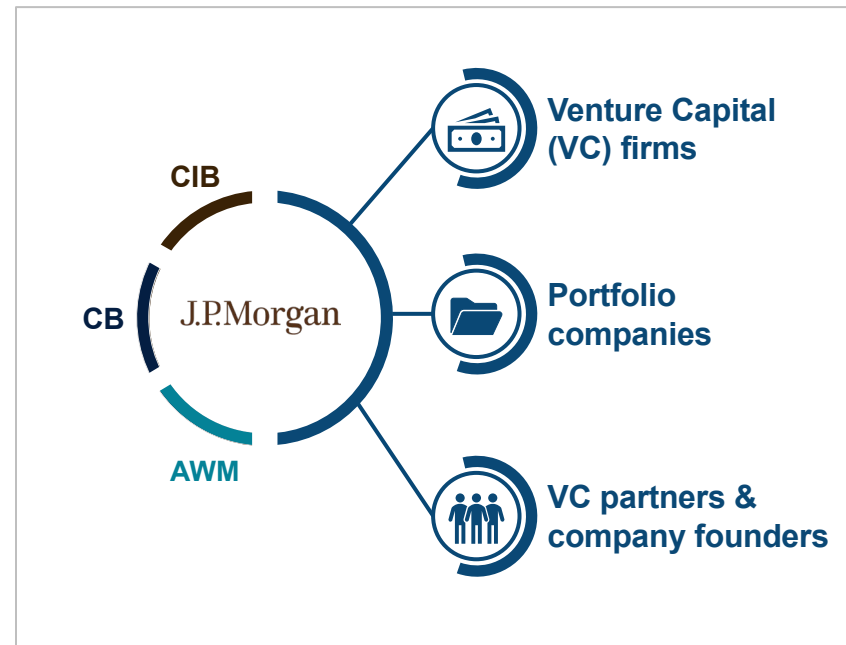 CIB
CB
AWM
J.P.Morgan
Venture Capital
(VC) firms
Portfolio
companies
VC partners &
company founders